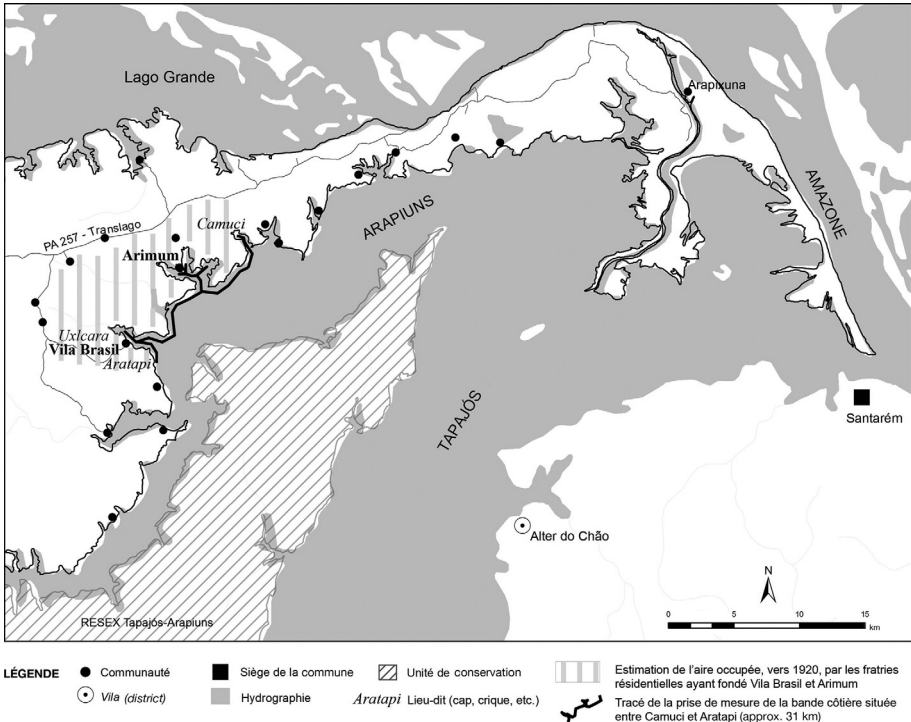 Lago Grande
Arapixuna
AMAZONE
Camuçi
ARAPIUNS
PA 257 - Translago
Arimum
Uxlcara
Vila Brasil
Aratapi
TAPAJÓS
Santarém
Alter do Chão
N
0 5 10 15
km
RESEX Tapajós-Arapiuns
LÉGENDE
Communauté
Siège de la commune
Unité de conservation
Estimation de l'aire occupée, vers 1920, par les fratries
résidentielles ayant fondé Vila Brasil et Arimum
Vila (district)
Hydrographie
Aratapi Lieu-dit (cap, crique, etc.)
Tracé de la prise de mesure de la bande côtière située
entre Camuci et Aratapi (approx. 31 km)